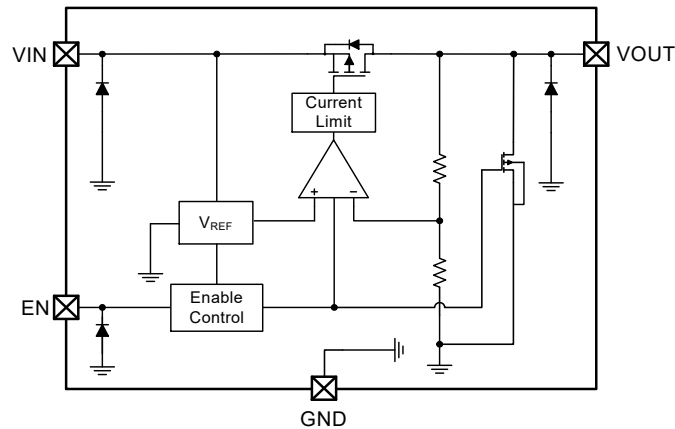 VIN
VOUT
Current
Limit
+
−
VREF
EN
Enable
Control
GND